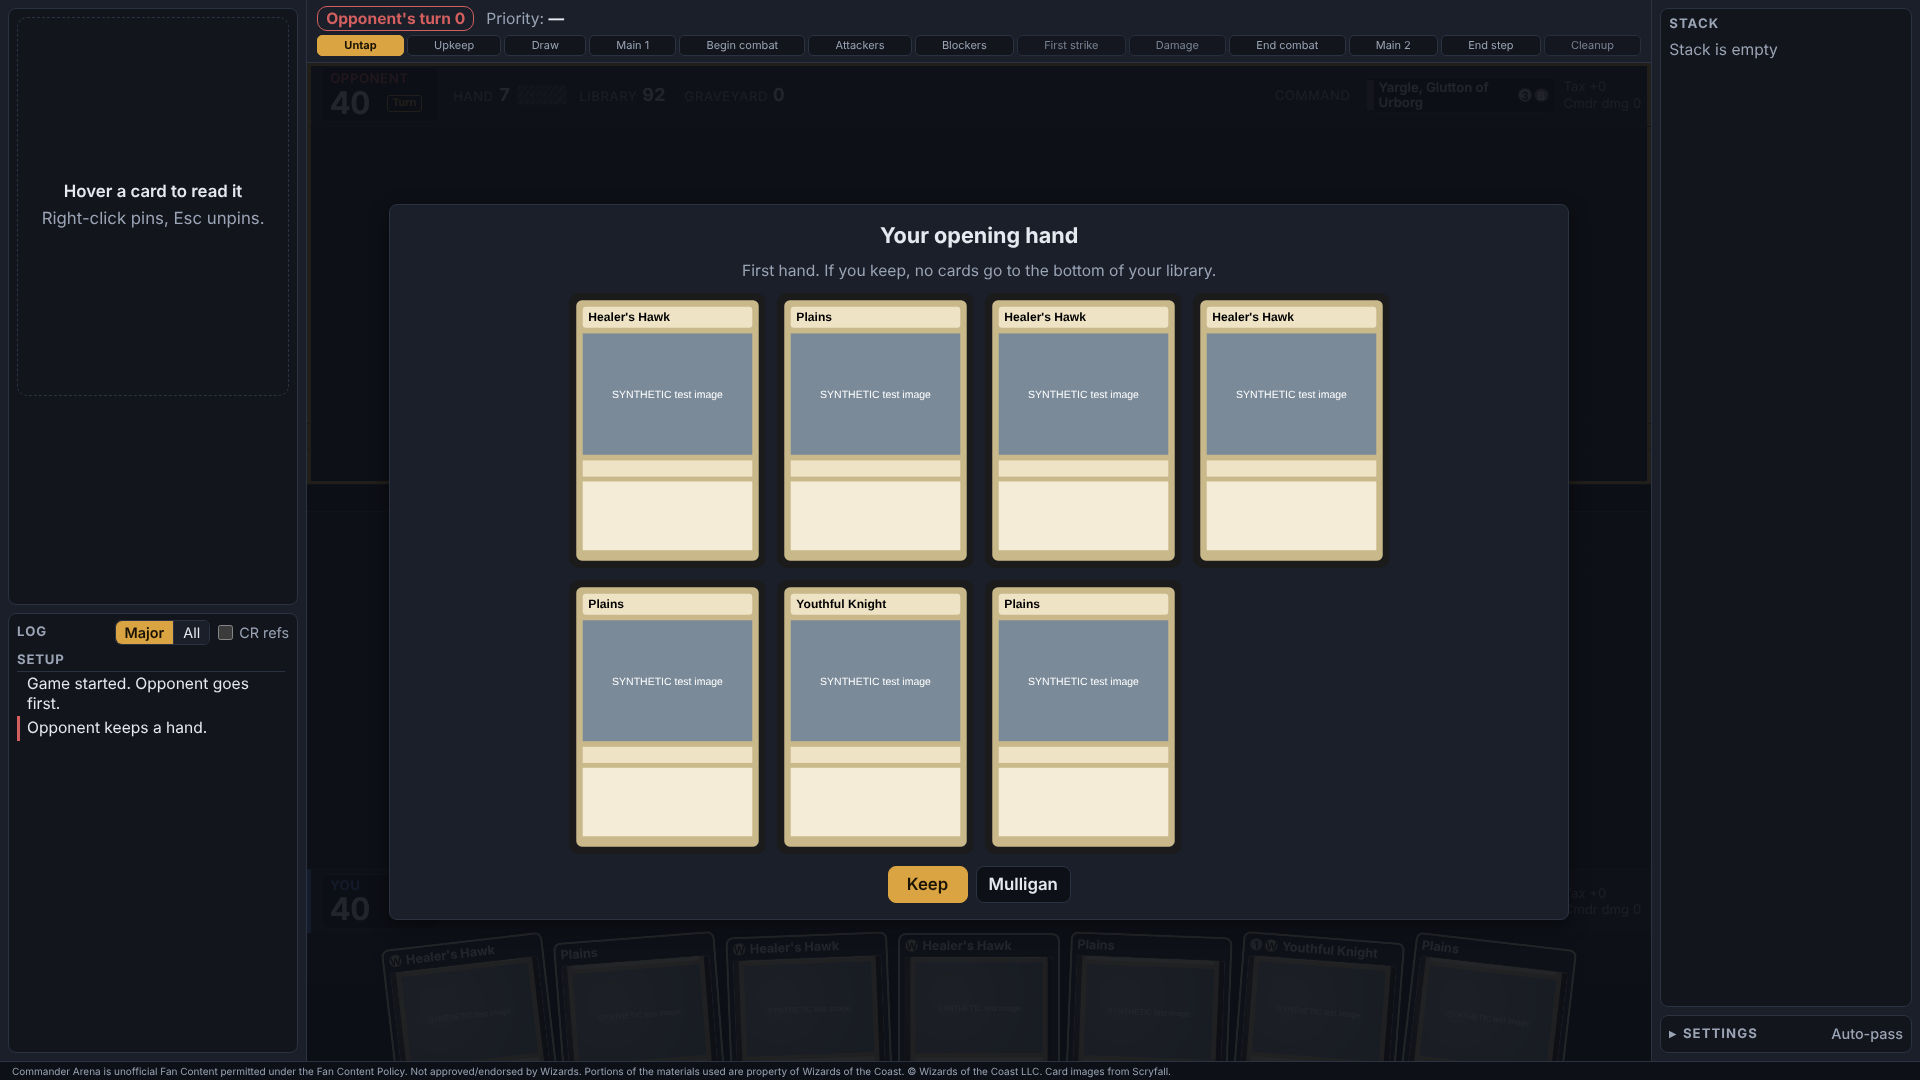 Opponent's turn 0 Priority: —
Untap Upkeep Draw Main 1 Begin combat Attackers Blockers First strike Damage End combat Main 2 End step Cleanup
OPPONENT
40 Turn
HAND 7 LIBRARY 92 GRAVEYARD 0
COMMAND
Yargle, Glutton of
Urborg
3 B
Tax +0
Cmdr dmg 0
Hover a card to read it
Right-click pins, Esc unpins.
Your opening hand
First hand. If you keep, no cards go to the bottom of your library.
Healer's Hawk
SYNTHETIC test image
Plains
SYNTHETIC test image
Healer's Hawk
SYNTHETIC test image
Healer's Hawk
SYNTHETIC test image
Plains
SYNTHETIC test image
Youthful Knight
SYNTHETIC test image
Plains
SYNTHETIC test image
Keep Mulligan
LOG Major All CR refs
SETUP
Game started. Opponent goes
first.
Opponent keeps a hand.
YOU
40
Tax +0
Cmdr dmg 0
W Healer's Hawk
Plains
W Healer's Hawk
W Healer's Hawk
Plains
1 W Youthful Knight
Plains
STACK
Stack is empty
▸ SETTINGS Auto-pass
Commander Arena is unofficial Fan Content permitted under the Fan Content Policy. Not approved/endorsed by Wizards. Portions of the materials used are property of Wizards of the Coast. © Wizards of the Coast LLC. Card images from Scryfall.